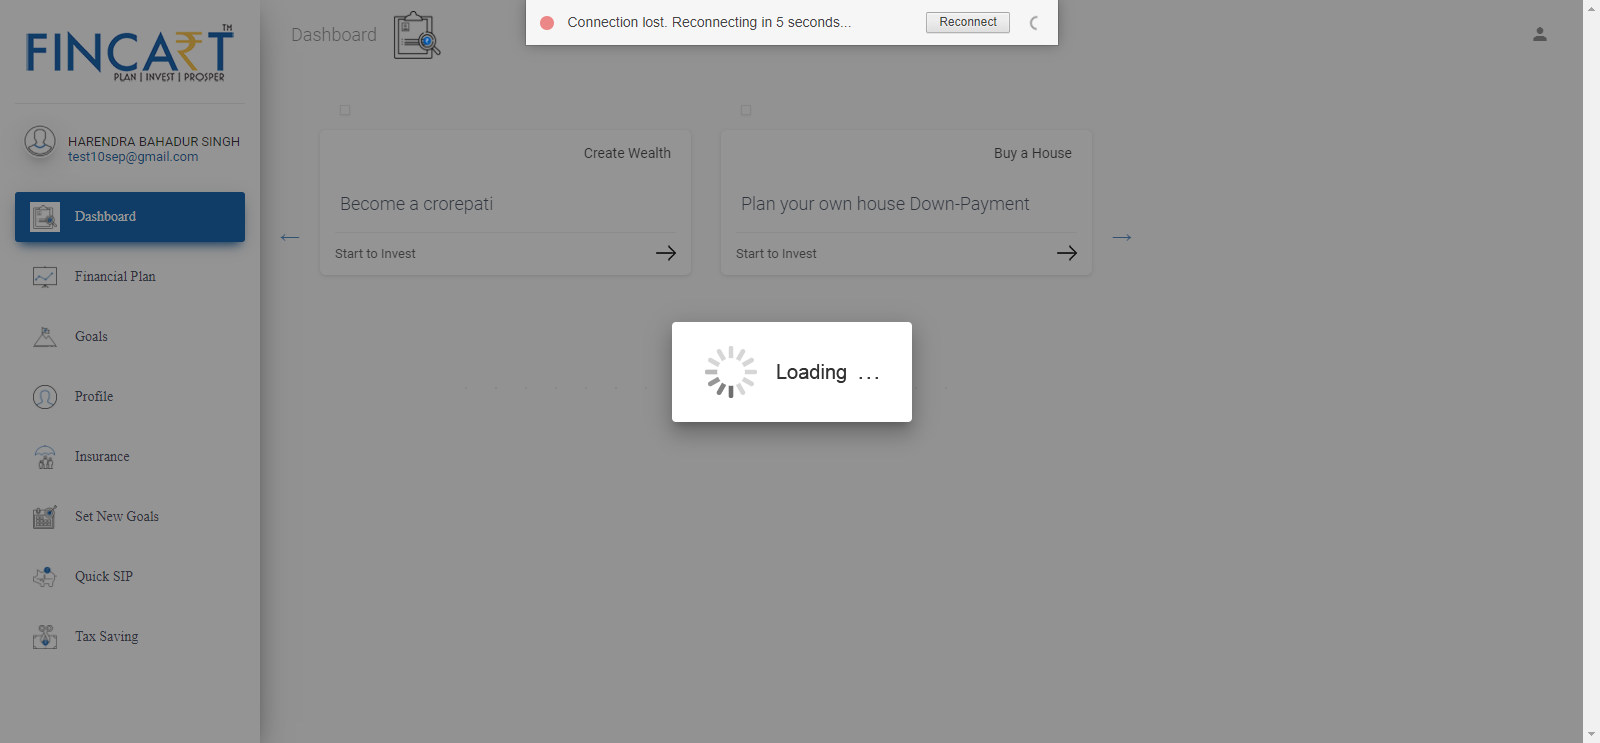 Connection lost. Reconnecting in 5 seconds...
Reconnect
FINCART
TM
PLAN | INVEST | PROSPER
HARENDRA BAHADUR SINGH
test10sep@gmail.com
Dashboard
Financial Plan
Goals
Profile
Insurance
Set New Goals
Quick SIP
Tax Saving
Dashboard
←
Create Wealth
Become a crorepati
Start to Invest →
Buy a House
Plan your own house Down-Payment
Start to Invest →
→
Loading ...